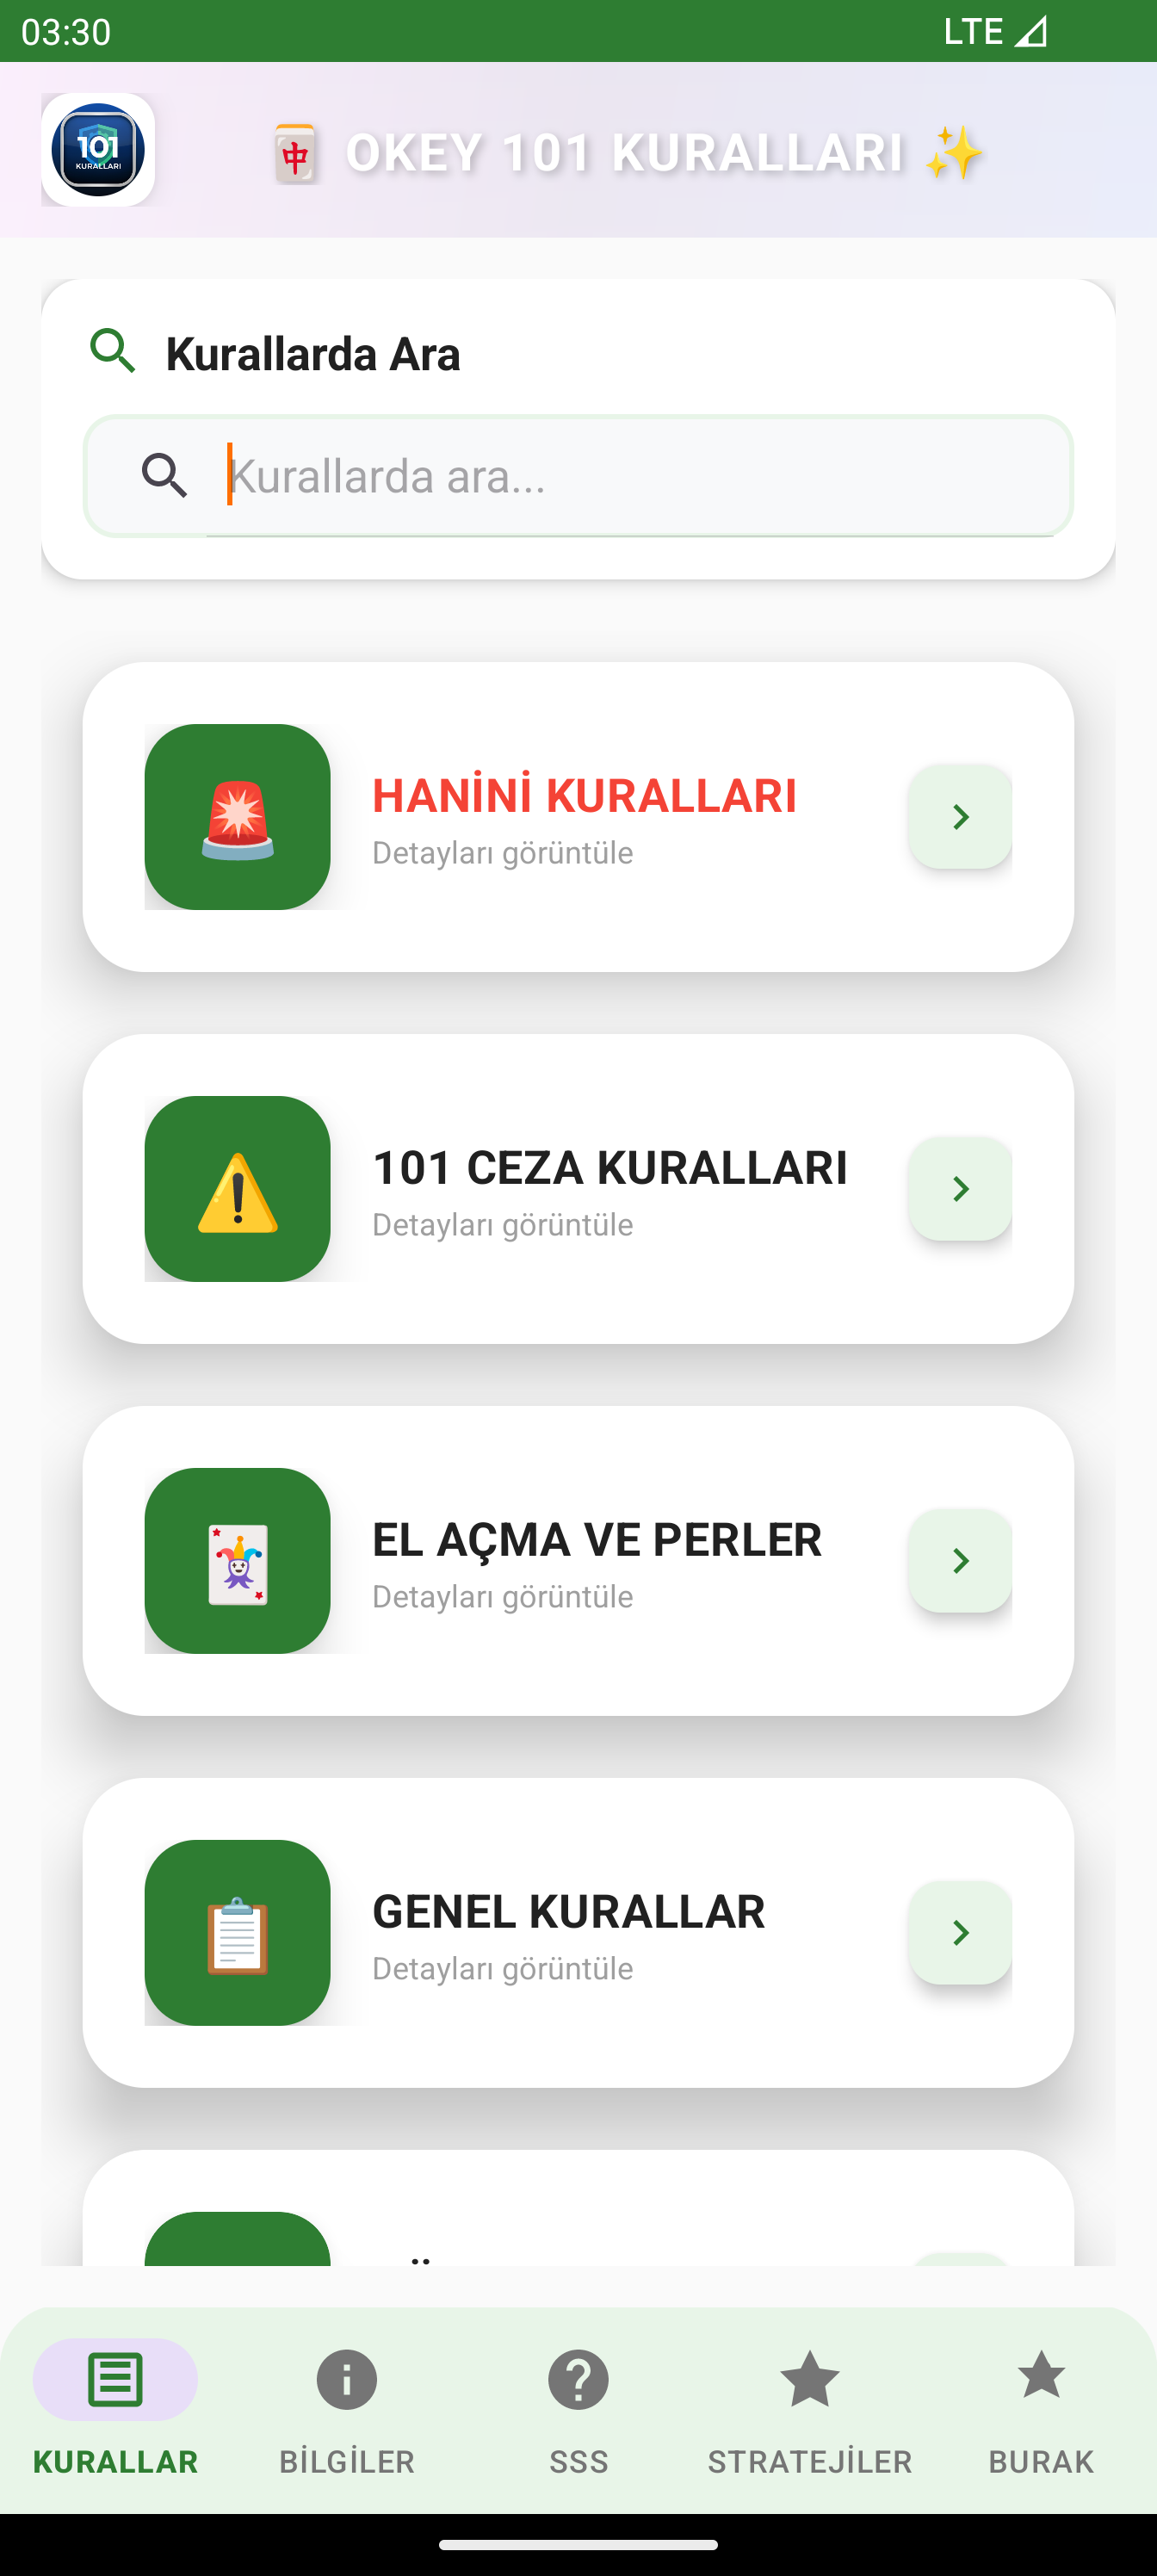 03:30
LTE
101
KURALLARI
OKEY 101 KURALLARI
Kurallarda Ara
Kurallarda ara...
HANİNİ KURALLARI
Detayları görüntüle
101 CEZA KURALLARI
Detayları görüntüle
EL AÇMA VE PERLER
Detayları görüntüle
GENEL KURALLAR
Detayları görüntüle
KURALLAR
BİLGİLER
SSS
STRATEJİLER
BURAK